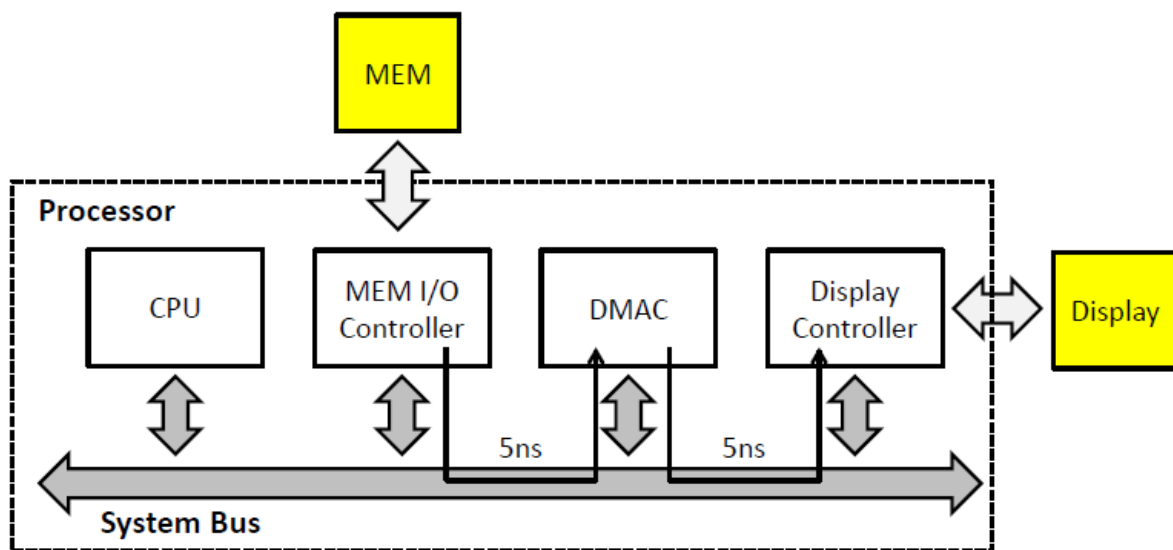 MEM
Processor
CPU
MEM I/O
Controller
DMAC
Display
Controller
Display
5ns
5ns
System Bus